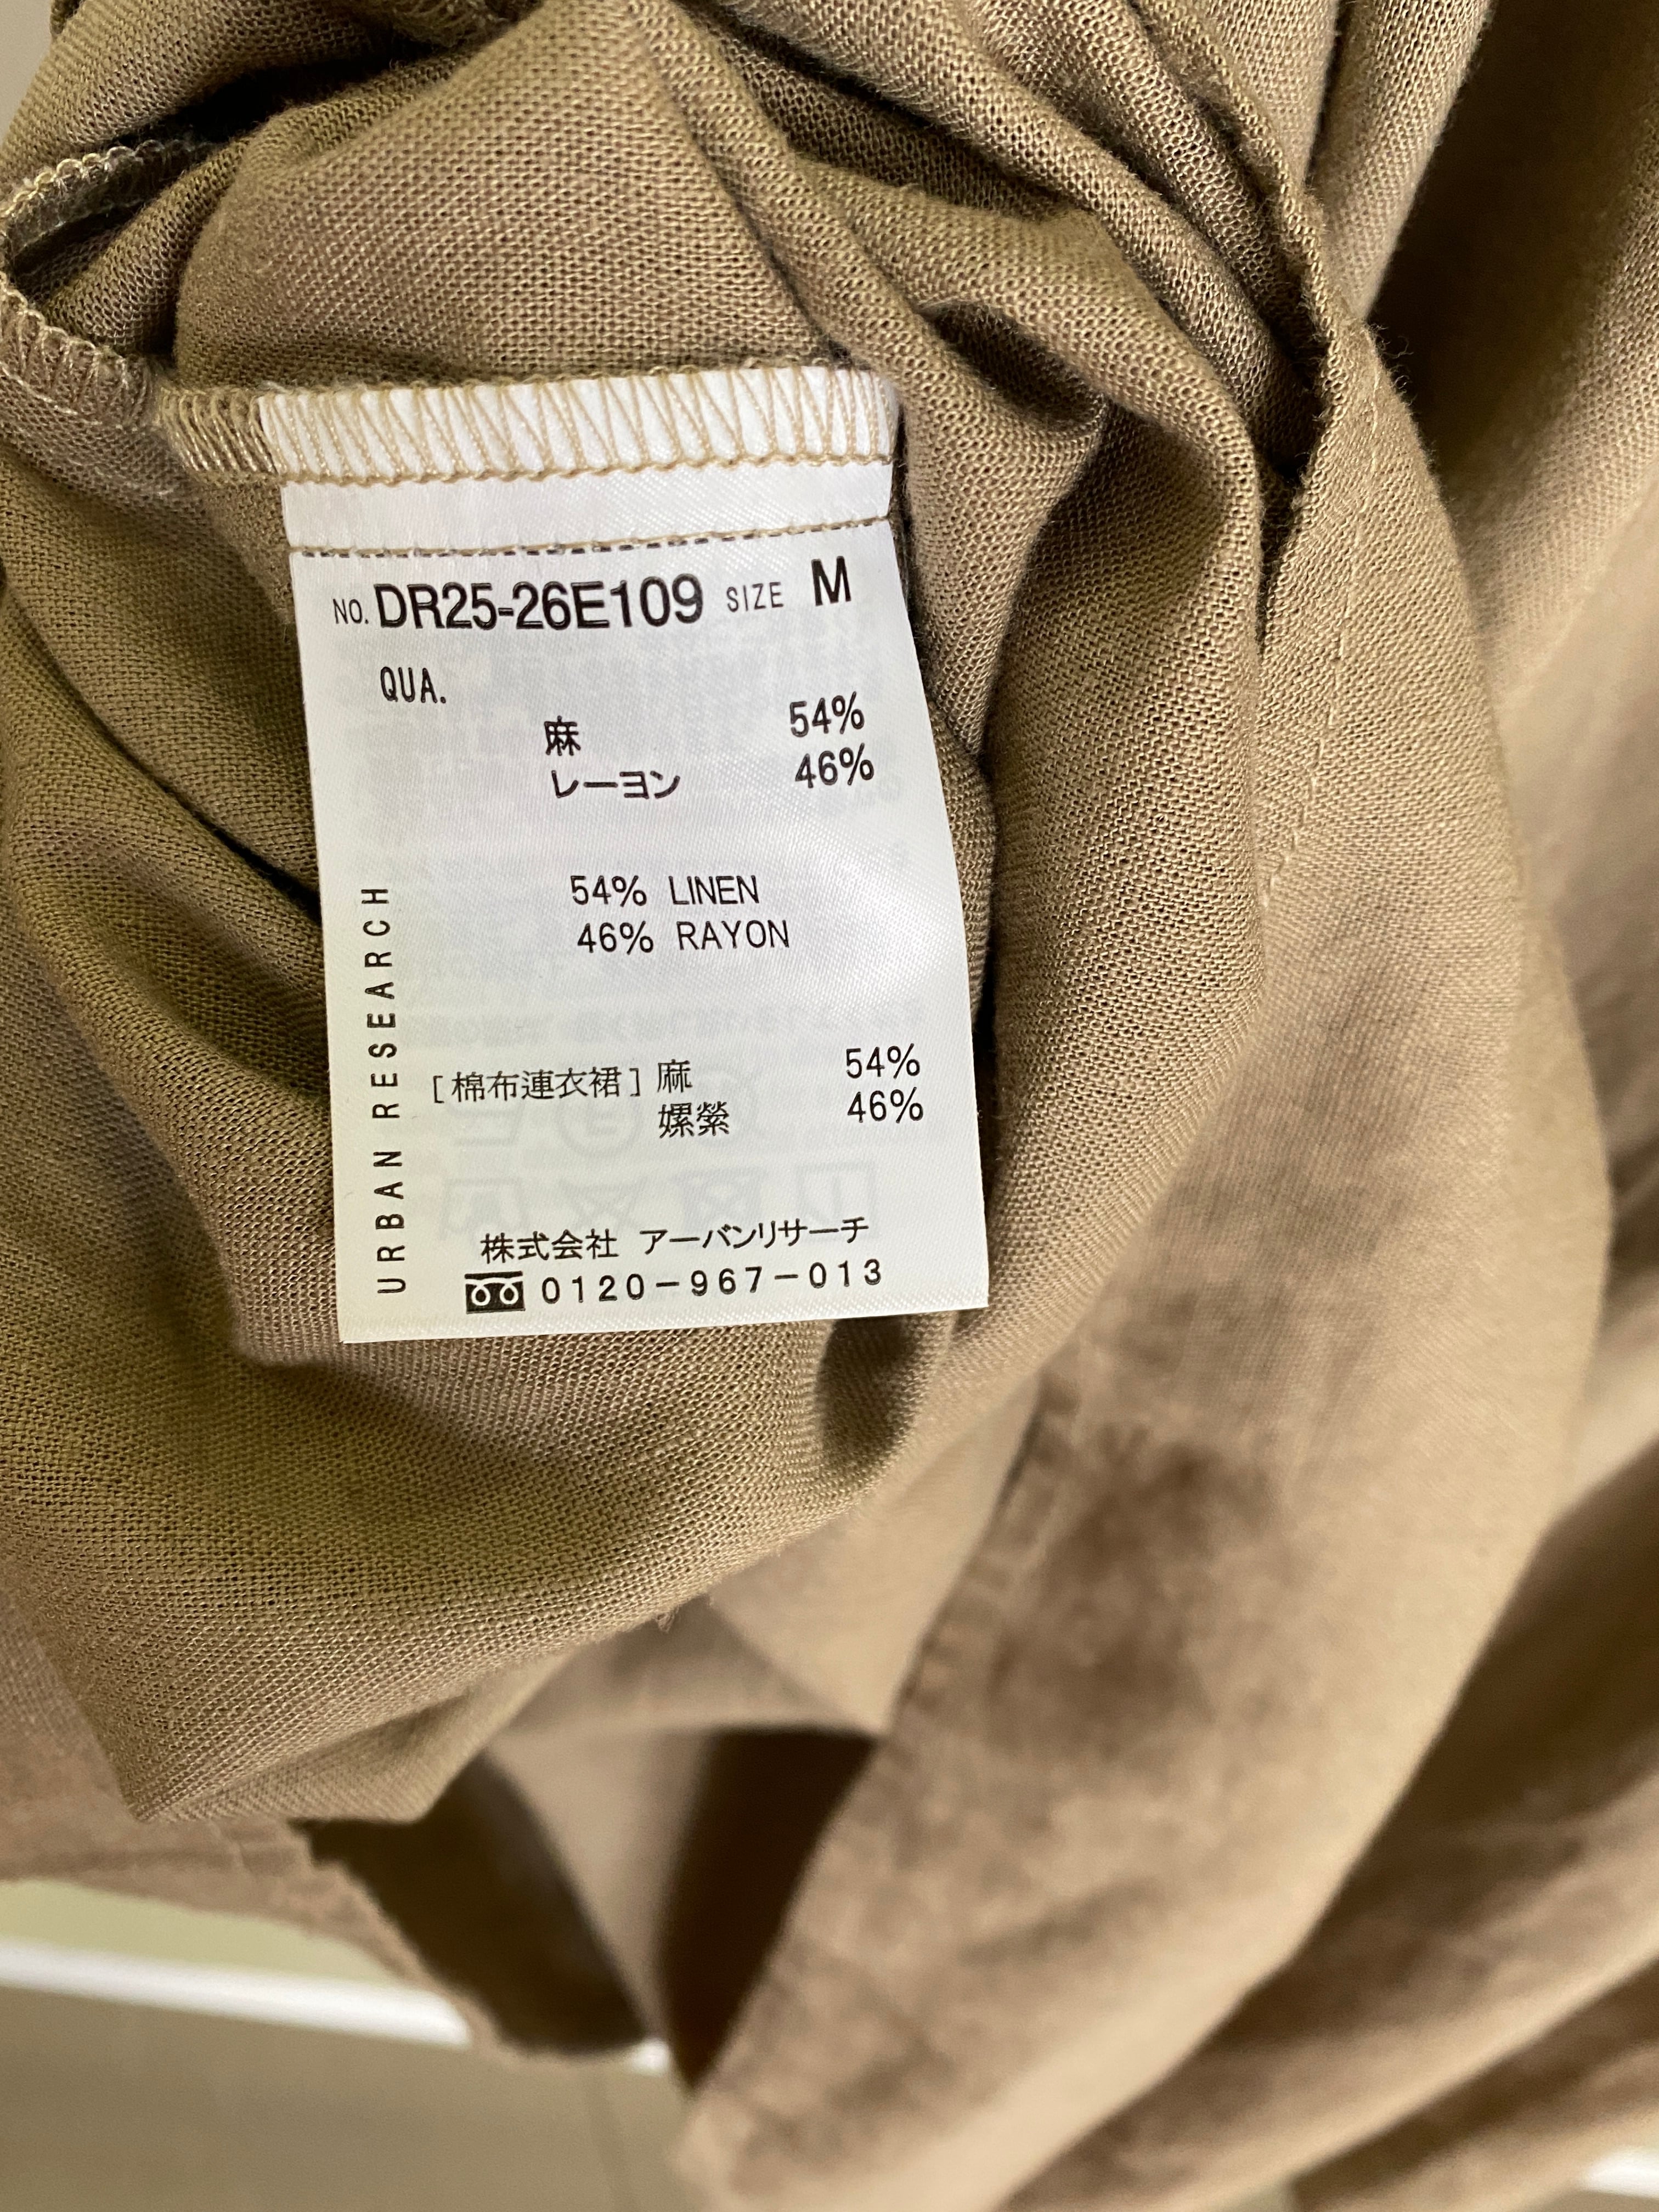 NO. DR25-26E109 SIZE M
QUA.
麻 54%
レーヨン 46%
54% LINEN
46% RAYON
[棉布連衣裙] 麻 54%
嫘縈 46%
URBAN RESEARCH
株式会社 アーバンリサーチ
0120-967-013